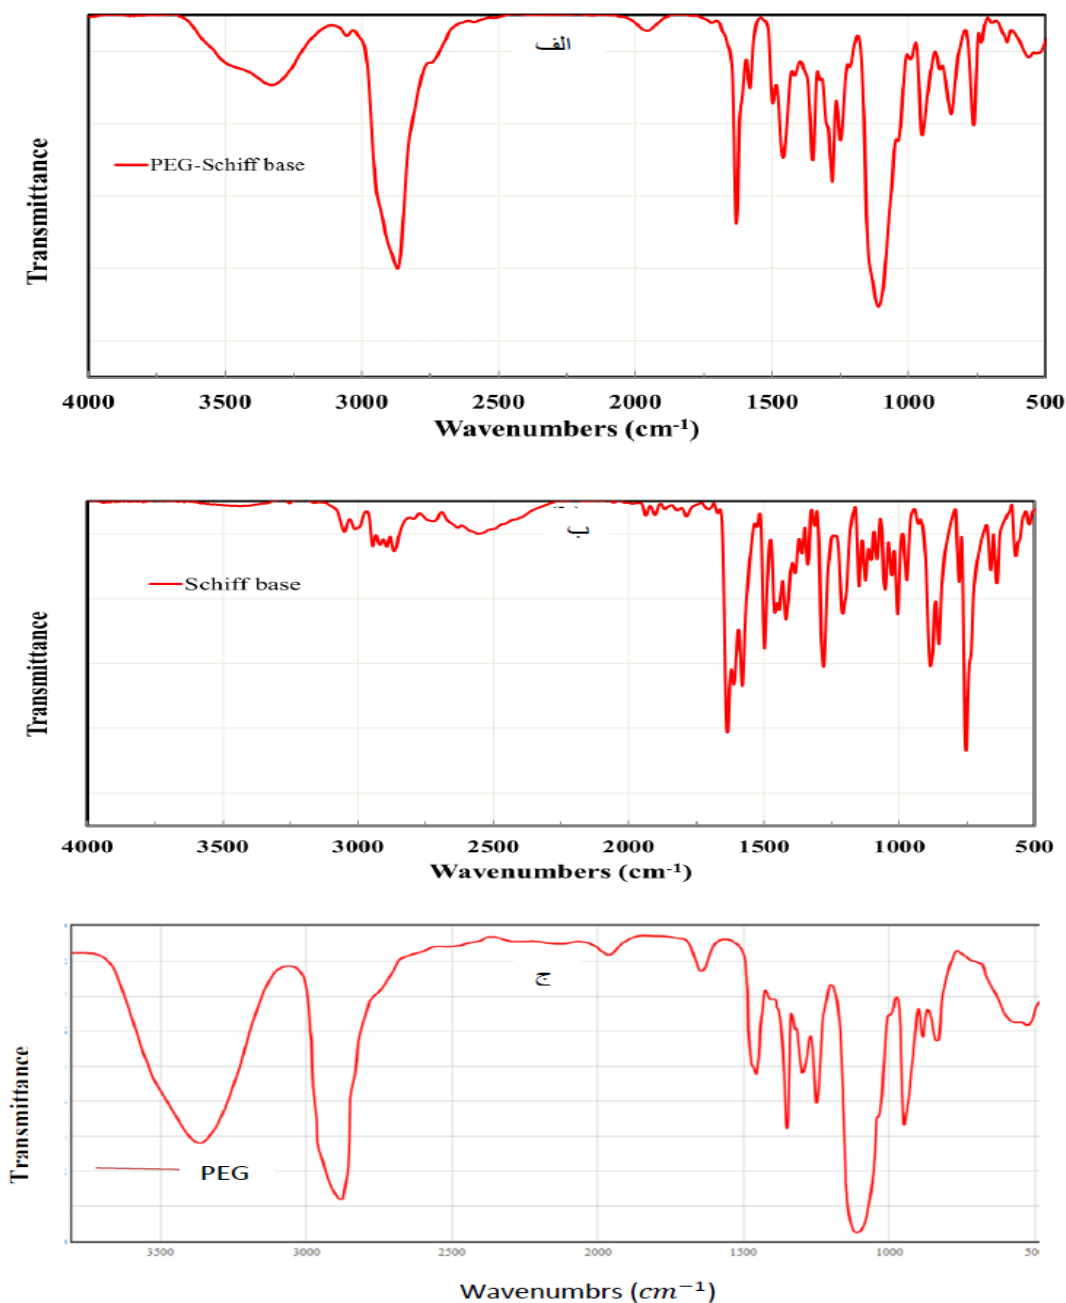 الف
PEG-Schiff base
Transmittance
4000 3500 3000 2500 2000 1500 1000 500
Wavenumbers (cm-1)
ب
Schiff base
Transmittance
4000 3500 3000 2500 2000 1500 1000 500
Wavenumbers (cm-1)
ج
PEG
Transmittance
3500 3000 2500 2000 1500 1000 500
Wavenumbrs (cm−1)